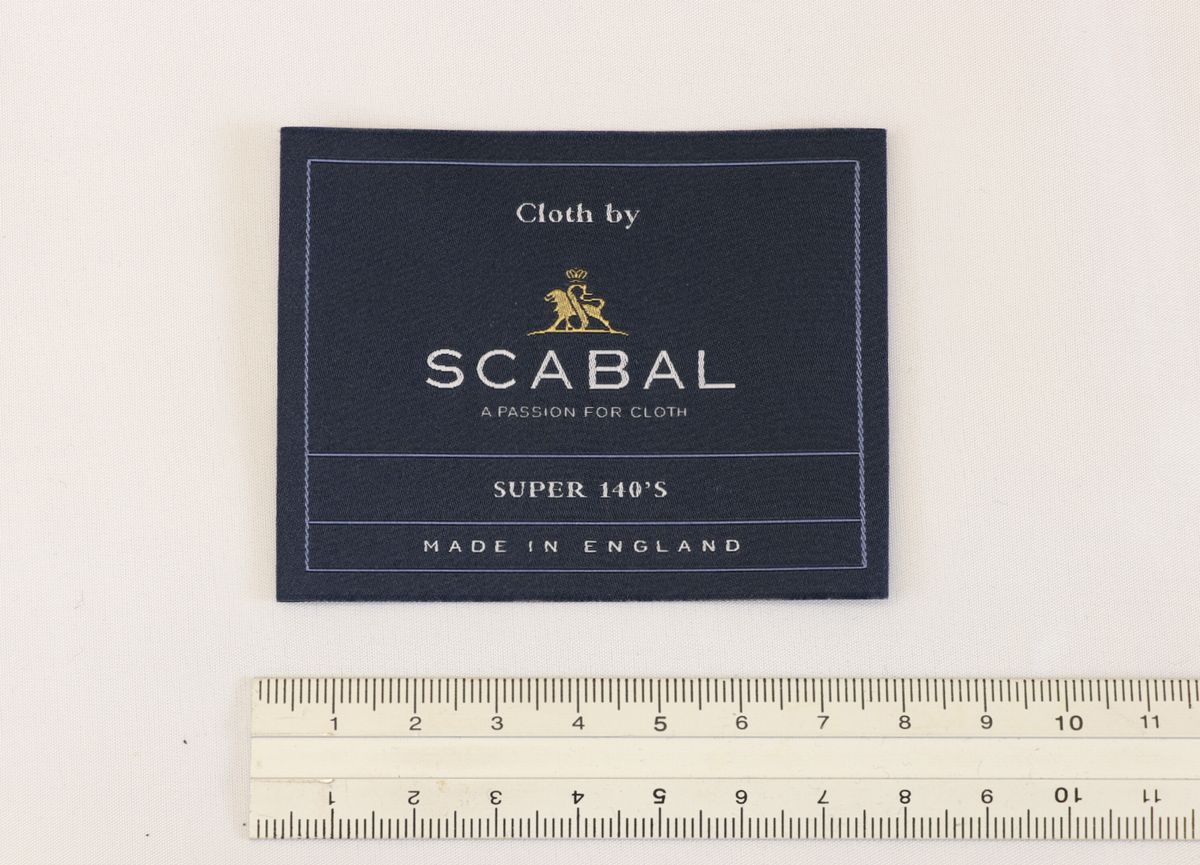 Cloth by
SCABAL
A PASSION FOR CLOTH
SUPER 140'S
MADE IN ENGLAND
1 2 3 4 5 6 7 8 9 10 11
1 2 3 4 5 6 7 8 9 10 11